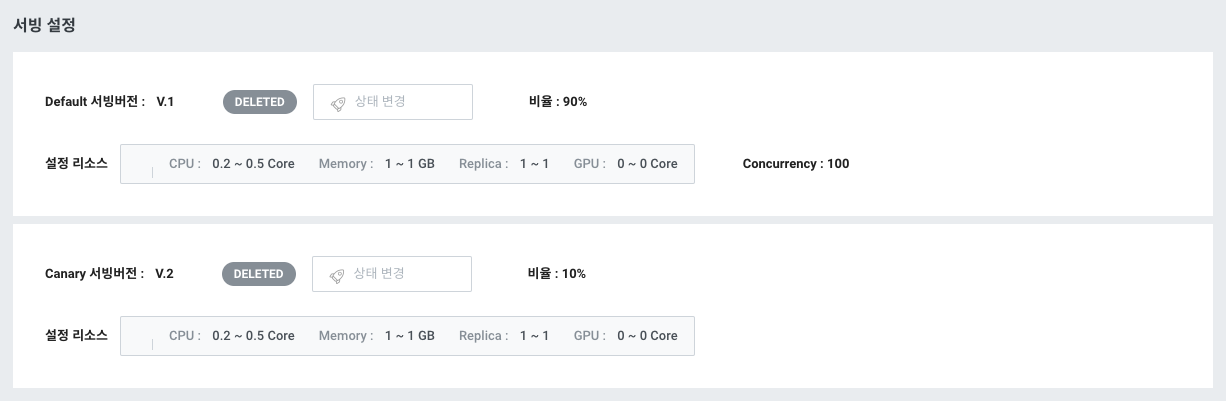 서빙 설정
Default 서빙버전 : V.1 DELETED 상태 변경 비율 : 90%
설정 리소스 CPU : 0.2 ~ 0.5 Core Memory : 1 ~ 1 GB Replica : 1 ~ 1 GPU : 0 ~ 0 Core Concurrency : 100
Canary 서빙버전 : V.2 DELETED 상태 변경 비율 : 10%
설정 리소스 CPU : 0.2 ~ 0.5 Core Memory : 1 ~ 1 GB Replica : 1 ~ 1 GPU : 0 ~ 0 Core